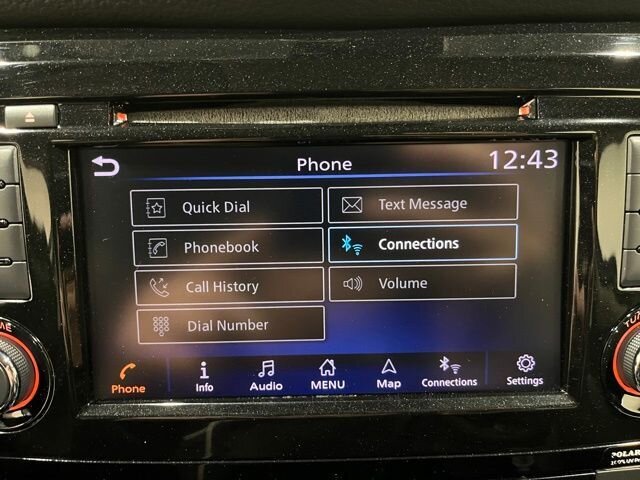 Phone
12:43
Quick Dial
Text Message
Phonebook
Connections
Call History
Volume
Dial Number
Phone
Info
Audio
MENU
Map
Connections
Settings
POLAR